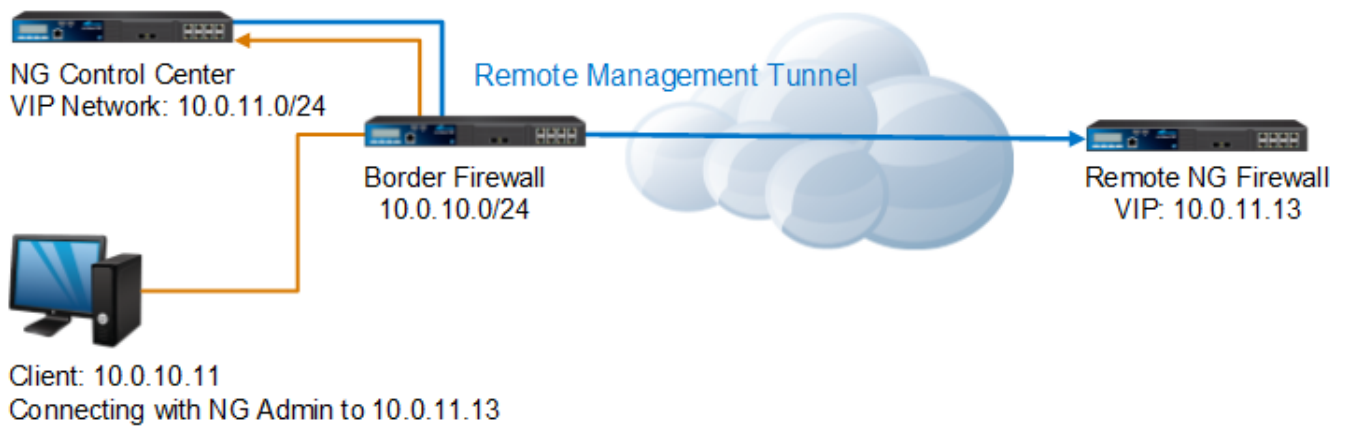 NG Control Center
VIP Network: 10.0.11.0/24
Remote Management Tunnel
Border Firewall
10.0.10.0/24
Remote NG Firewall
VIP: 10.0.11.13
Client: 10.0.10.11
Connecting with NG Admin to 10.0.11.13